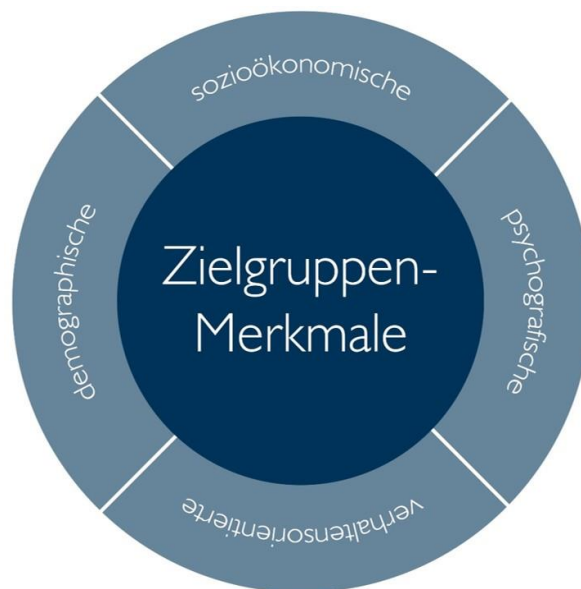 sozioökonomische
psychografische
verhaltensorientierte
demographische
Zielgruppen-
Merkmale